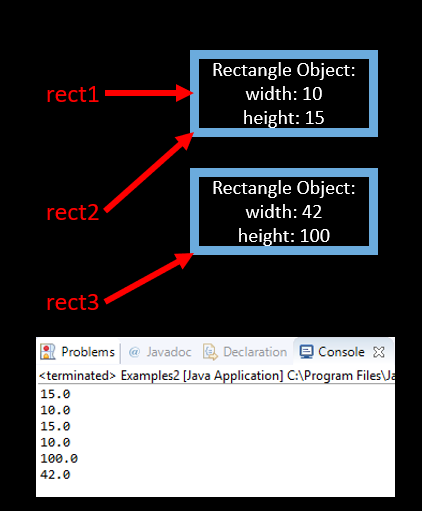 Rectangle Object:
width: 10
height: 15
rect1
rect2
Rectangle Object:
width: 42
height: 100
rect3
Problems @ Javadoc Declaration Console
<terminated> Examples2 [Java Application] C:\Program Files\Ja
15.0
10.0
15.0
10.0
100.0
42.0